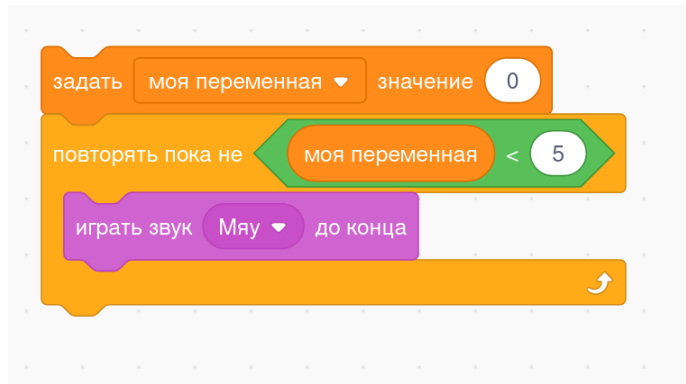 задать моя переменная значение 0
повторять пока не моя переменная < 5
играть звук Мяу до конца